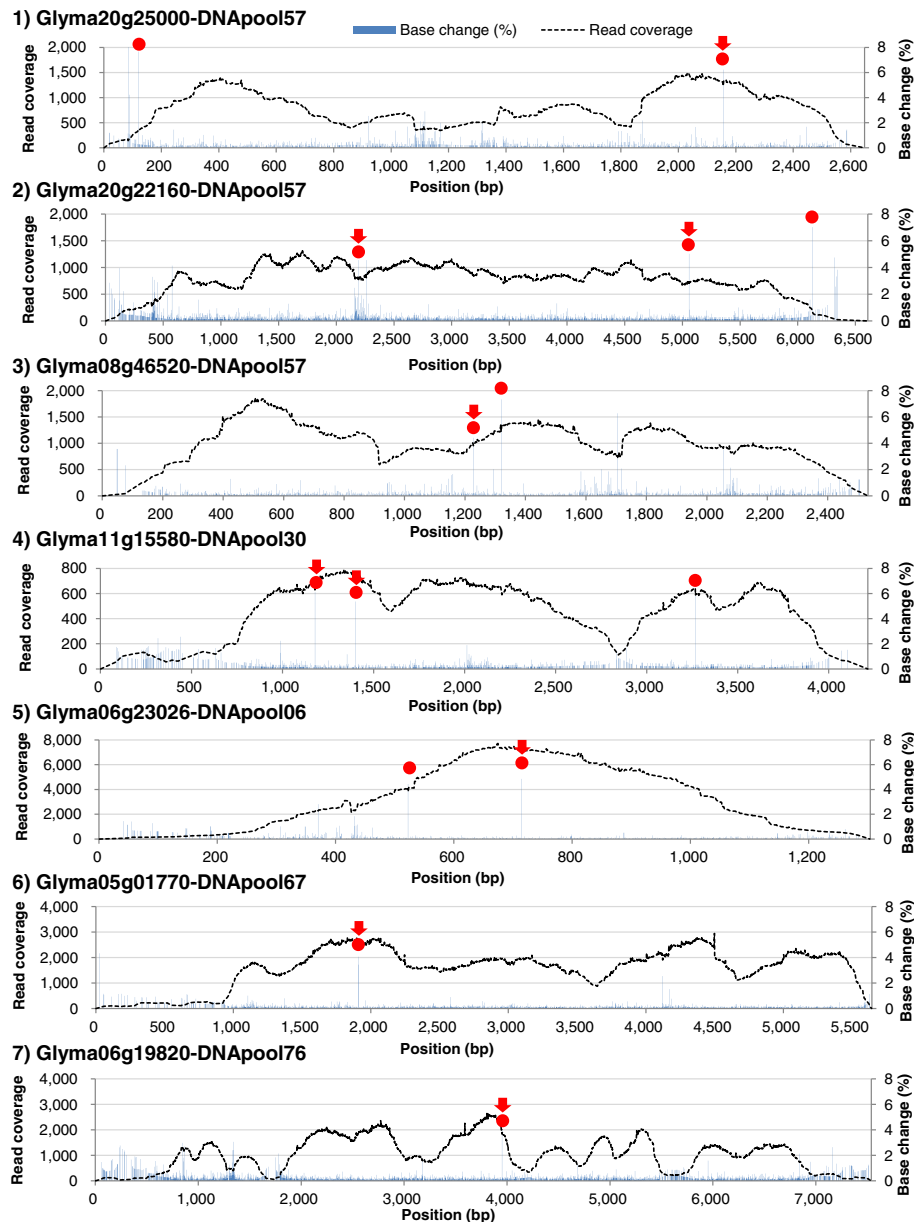 1) Glyma20g25000-DNApool57
Base change (%) Read coverage
Read coverage
2,000 1,500 1,000 500 0
8 6 4 2 0
Base change (%)
0 200 400 600 800 1,000 1,200 1,400 1,600 1,800 2,000 2,200 2,400 2,600
Position (bp)
2) Glyma20g22160-DNApool57
Read coverage
2,000 1,500 1,000 500 0
8 6 4 2 0
Base change (%)
0 500 1,000 1,500 2,000 2,500 3,000 3,500 4,000 4,500 5,000 5,500 6,000 6,500
Position (bp)
3) Glyma08g46520-DNApool57
Read coverage
2,000 1,500 1,000 500 0
8 6 4 2 0
Base change (%)
0 200 400 600 800 1,000 1,200 1,400 1,600 1,800 2,000 2,200 2,400
Position (bp)
4) Glyma11g15580-DNApool30
Read coverage
800 600 400 200 0
8 6 4 2 0
Base change (%)
0 500 1,000 1,500 2,000 2,500 3,000 3,500 4,000
Position (bp)
5) Glyma06g23026-DNApool06
Read coverage
8,000 6,000 4,000 2,000 0
8 6 4 2 0
Base change (%)
0 200 400 600 800 1,000 1,200
Position (bp)
6) Glyma05g01770-DNApool67
Read coverage
4,000 3,000 2,000 1,000 0
8 6 4 2 0
Base change (%)
0 500 1,000 1,500 2,000 2,500 3,000 3,500 4,000 4,500 5,000 5,600
Position (bp)
7) Glyma06g19820-DNApool76
Read coverage
4,000 3,000 2,000 1,000 0
8 6 4 2 0
Base change (%)
0 1,000 2,000 3,000 4,000 5,000 6,000 7,000
Position (bp)